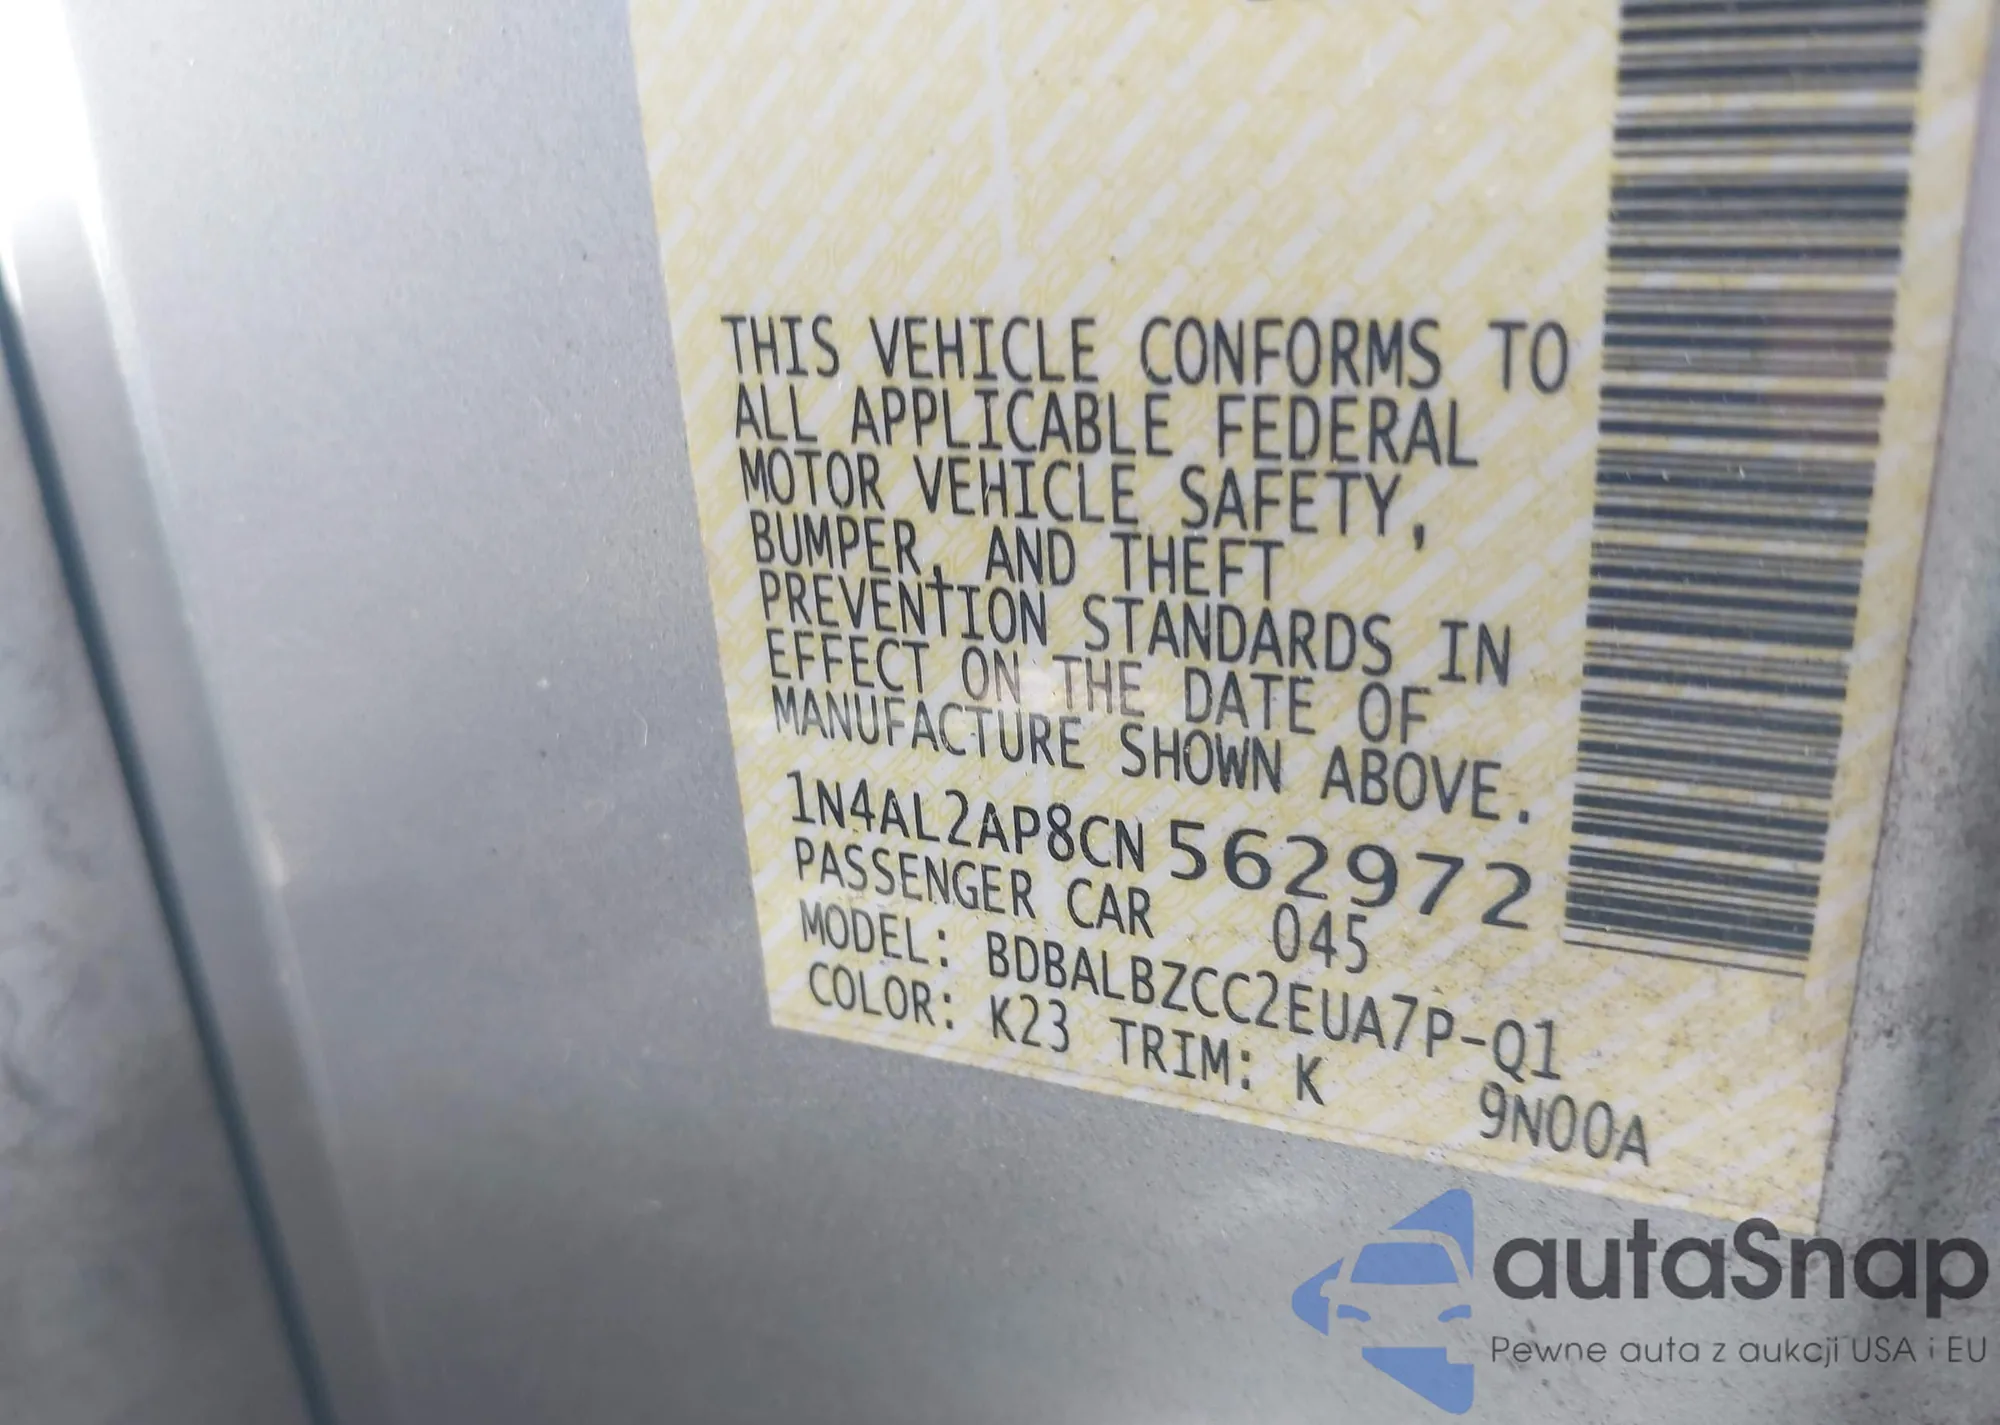 THIS VEHICLE CONFORMS TO
ALL APPLICABLE FEDERAL
MOTOR VEHICLE SAFETY,
BUMPER, AND THEFT
PREVENTION STANDARDS IN
EFFECT ON THE DATE OF
MANUFACTURE SHOWN ABOVE.
1N4AL2AP8CN 562972
PASSENGER CAR 045
MODEL: BDBALBZCC2EUA7P-Q1
COLOR: K23 TRIM: K
9N00A
autaSnap
Pewne auta z aukcji USA i EU